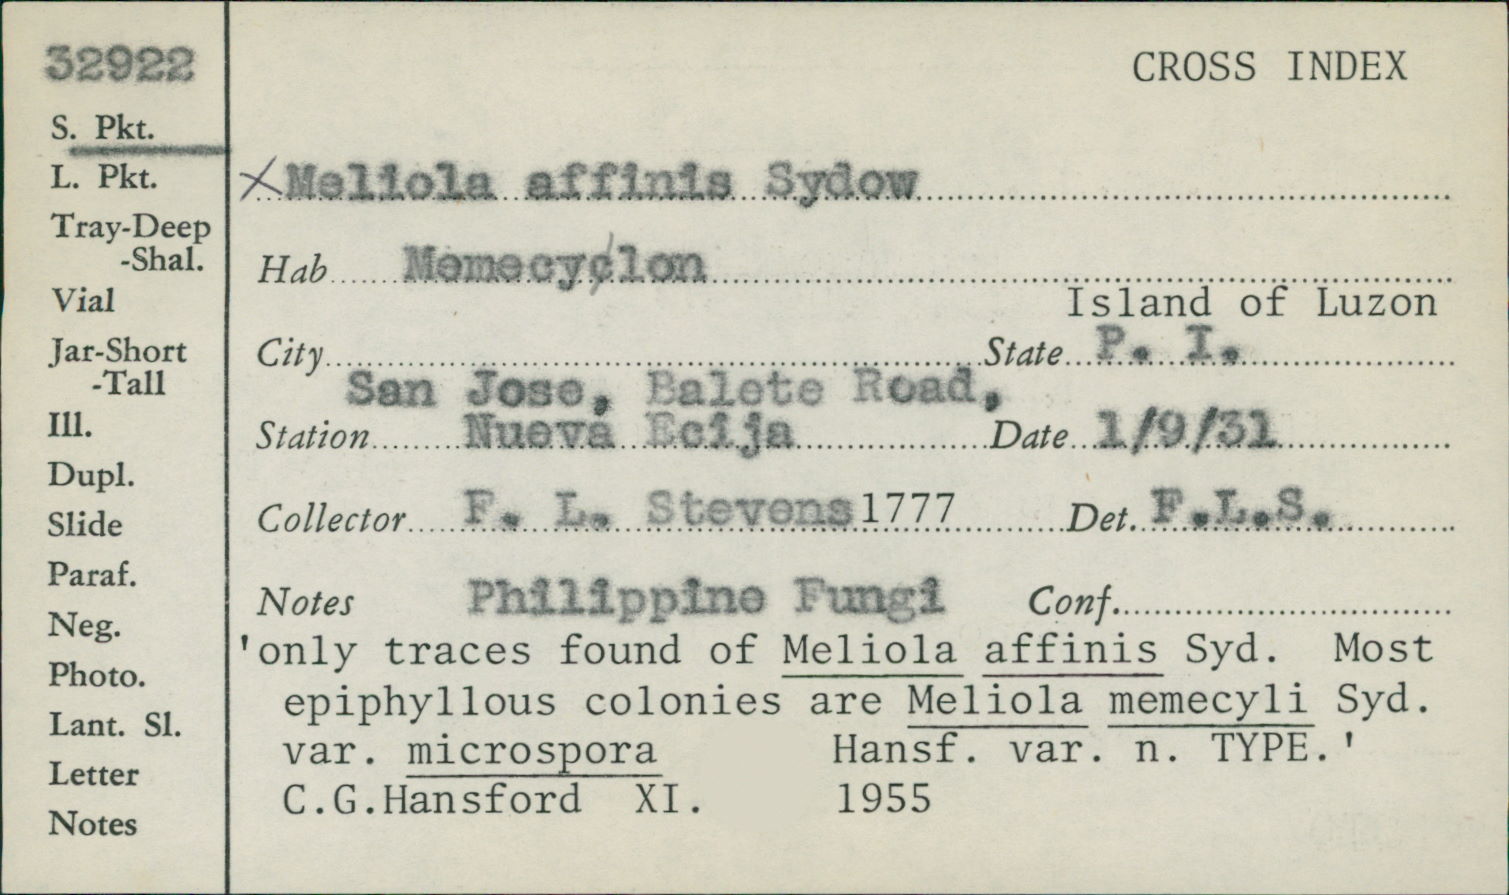 32922
CROSS INDEX
S. Pkt.
L. Pkt.
Tray-Deep
-Shal.
Vial
Jar-Short
-Tall
Ill.
Dupl.
Slide
Paraf.
Neg.
Photo.
Lant. Sl.
Letter
Notes
X Meliola affinis Sydow
Hab Memecyclon
Island of Luzon
City State P. I.
San Jose, Balete Road,
Station Nueva Ecija Date 1/9/31
Collector F. L. Stevens 1777 Det. F.L.S.
Notes Philippine Fungi Conf.
'only traces found of Meliola affinis Syd. Most
epiphyllous colonies are Meliola memecyli Syd.
var. microspora Hansf. var. n. TYPE.'
C.G.Hansford XI. 1955